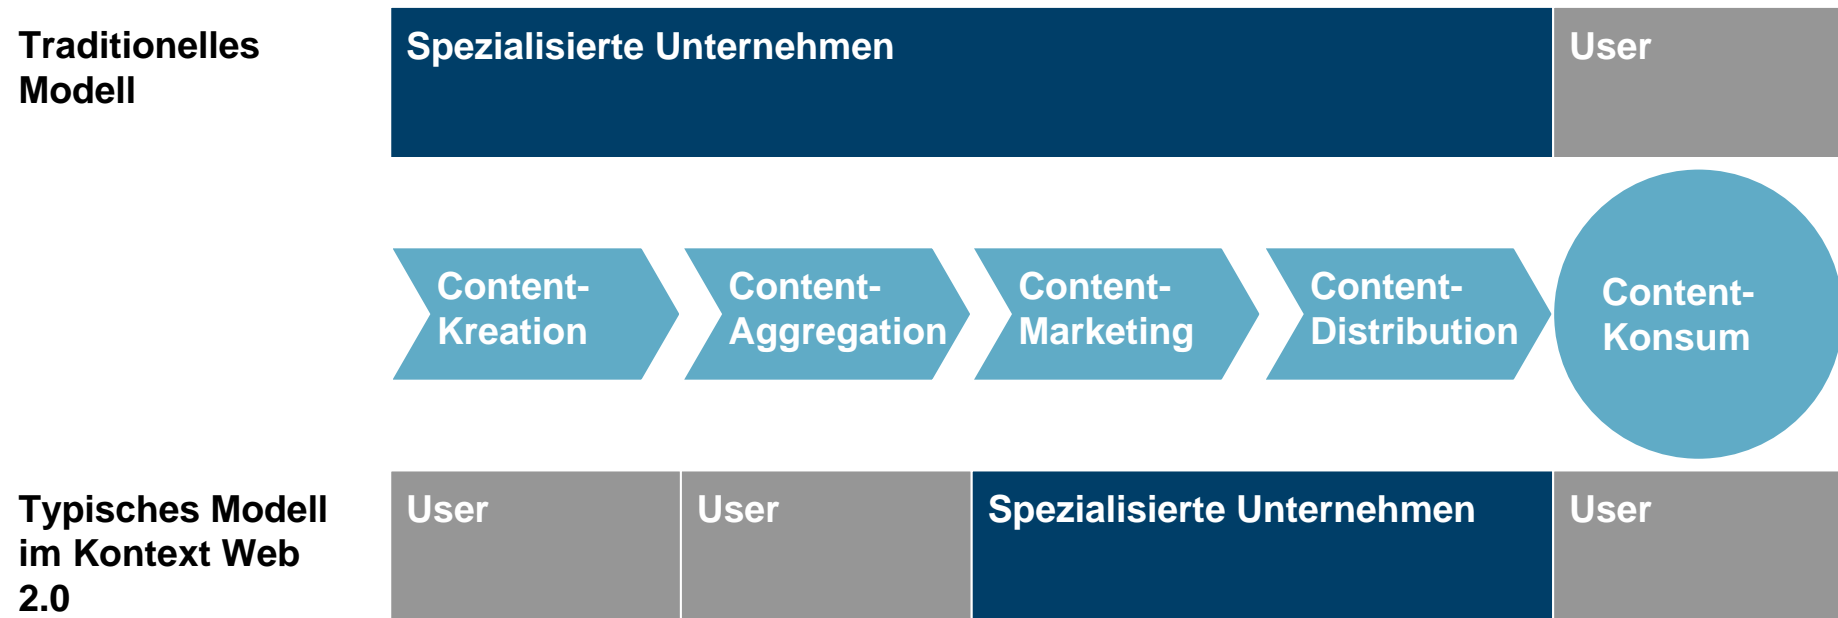 Traditionelles
Modell
Spezialisierte Unternehmen
User
Content-
Kreation
Content-
Aggregation
Content-
Marketing
Content-
Distribution
Content-
Konsum
Typisches Modell
im Kontext Web
2.0
User
User
Spezialisierte Unternehmen
User